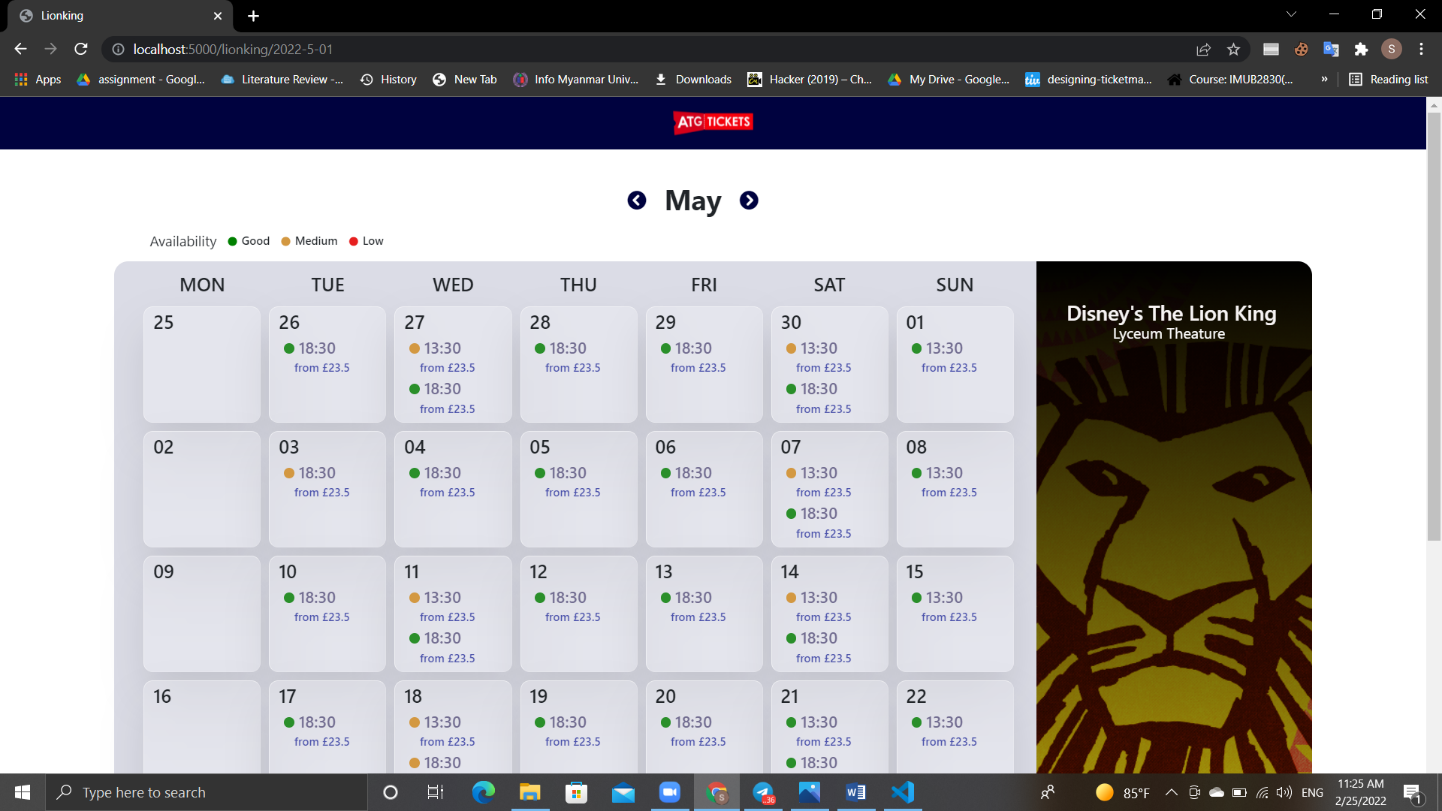 Lionking
localhost:5000/lionking/2022-5-01
Apps assignment - Googl... Literature Review -... History New Tab Info Myanmar Univ... Downloads Hacker (2019) – Ch... My Drive - Google... designing-ticketma... Course: IMUB2830(... » Reading list
ATG TICKETS
May
Availability Good Medium Low
MON TUE WED THU FRI SAT SUN
25 26 27 28 29 30 01
18:30 13:30 18:30 18:30 13:30 13:30
from £23.5 from £23.5 from £23.5 from £23.5 from £23.5 from £23.5
18:30 18:30
from £23.5 from £23.5
02 03 04 05 06 07 08
18:30 18:30 18:30 18:30 13:30 13:30
from £23.5 from £23.5 from £23.5 from £23.5 from £23.5 from £23.5
18:30
from £23.5
09 10 11 12 13 14 15
18:30 13:30 18:30 18:30 13:30 13:30
from £23.5 from £23.5 from £23.5 from £23.5 from £23.5 from £23.5
18:30 18:30
from £23.5 from £23.5
16 17 18 19 20 21 22
18:30 13:30 18:30 18:30 13:30 13:30
from £23.5 from £23.5 from £23.5 from £23.5 from £23.5 from £23.5
18:30 18:30
Disney's The Lion King
Lyceum Theature
Type here to search
36
85°F ENG
11:25 AM
2/25/2022
1
S